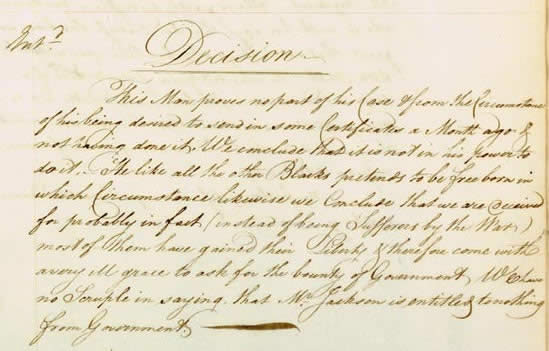 Ent.d
Decision
This Man proves no part of his Case & from the Circumstance
of his being desired to send in some Certificates a Month ago &
not having done it, We conclude that it is not in his power to
do it. He like all the other Blacks pretends to be free born in
which Circumstance likewise we Conclude that we are deceived
for probably in fact (instead of being Sufferers by the War)
most of them have gained their Liberty & therefore come with
a very ill grace to ask for the bounty of Government, We have
no Scruple in saying that Mr Jackson is entitled to nothing
from Government.